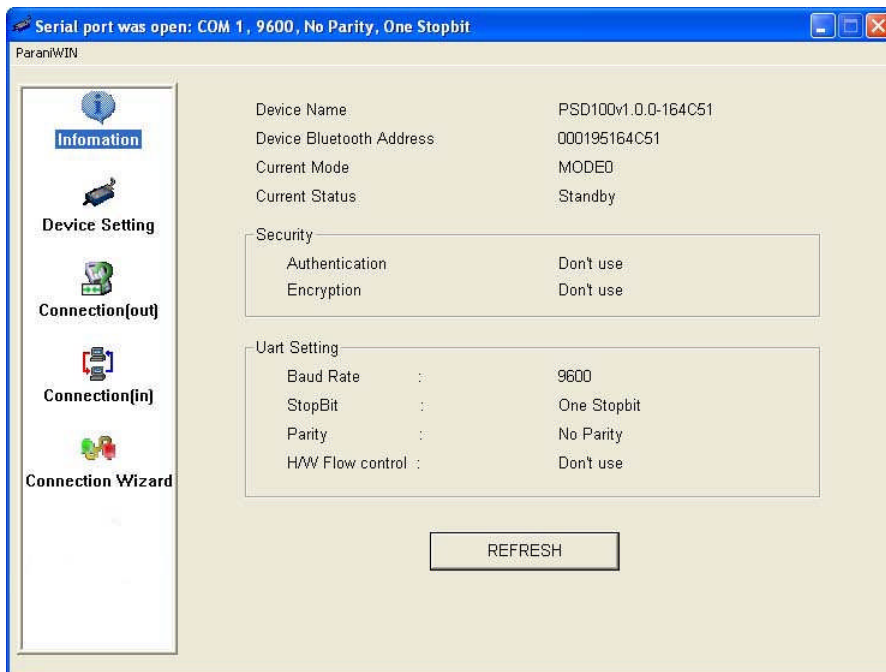 Serial port was open: COM 1, 9600, No Parity, One Stopbit
ParaniWIN
Infomation
Device Setting
Connection(out)
Connection(in)
Connection Wizard
Device Name PSD100v1.0.0-164C51
Device Bluetooth Address 000195164C51
Current Mode MODE0
Current Status Standby
Security
Authentication Don't use
Encryption Don't use
Uart Setting
Baud Rate : 9600
StopBit : One Stopbit
Parity : No Parity
H/W Flow control : Don't use
REFRESH